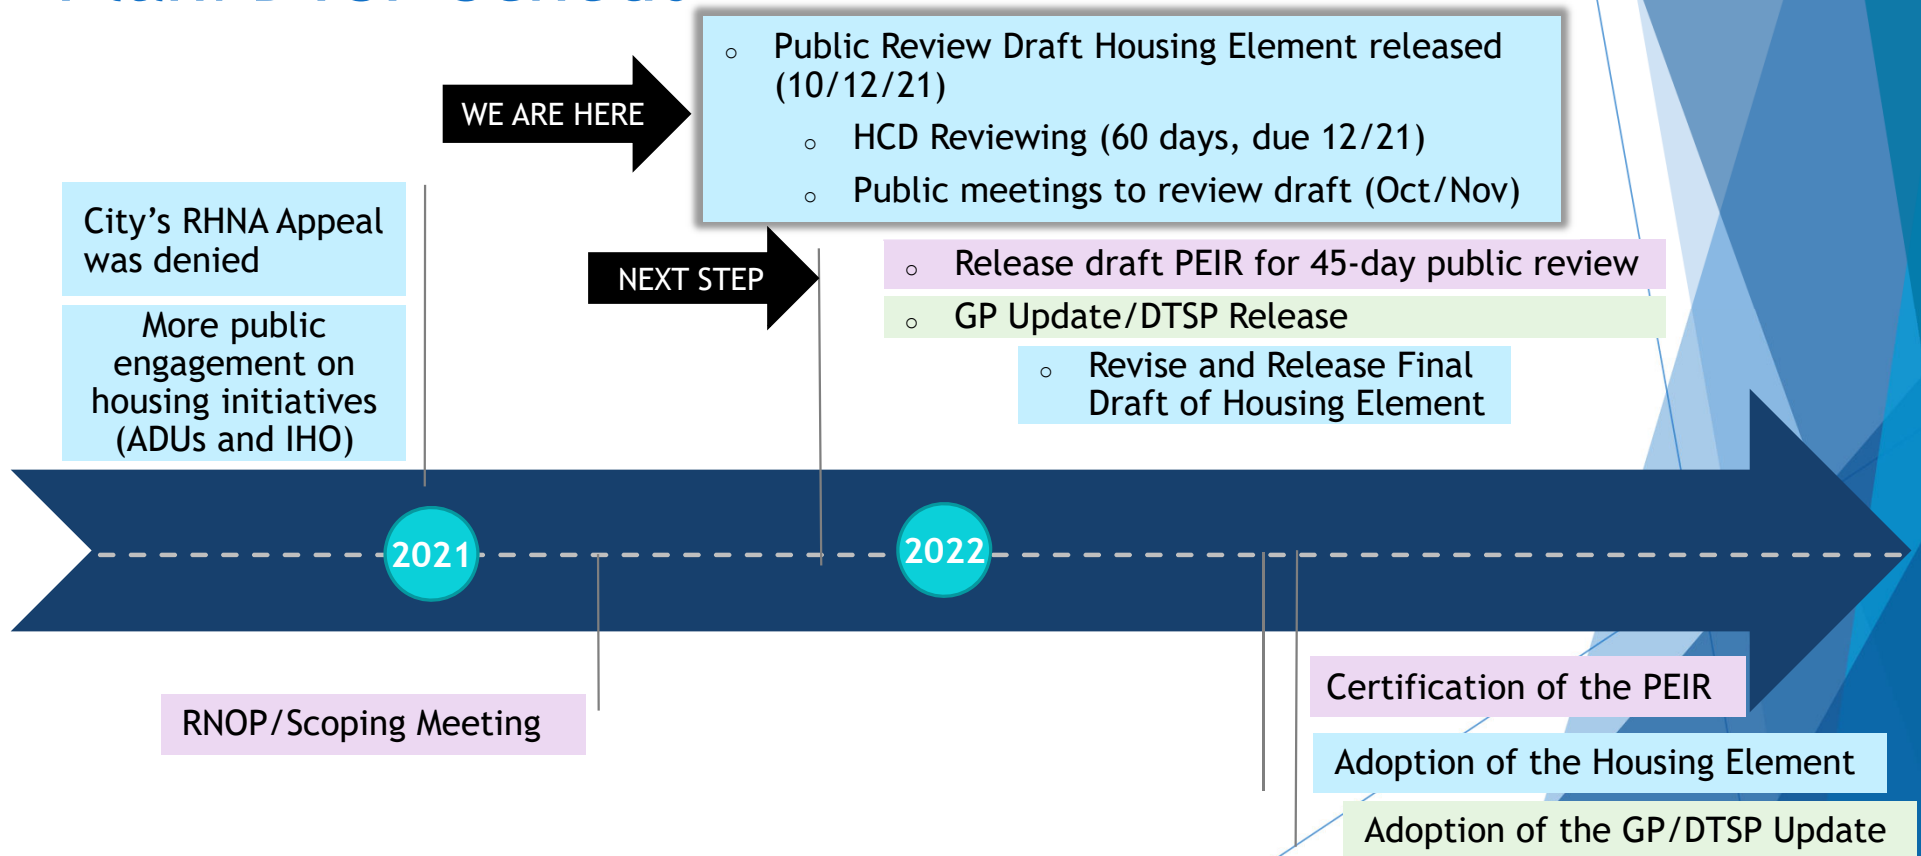 WE ARE HERE
○ Public Review Draft Housing Element released
(10/12/21)
○ HCD Reviewing (60 days, due 12/21)
○ Public meetings to review draft (Oct/Nov)
City’s RHNA Appeal
was denied
More public
engagement on
housing initiatives
(ADUs and IHO)
NEXT STEP
○ Release draft PEIR for 45-day public review
○ GP Update/DTSP Release
○ Revise and Release Final
Draft of Housing Element
2021
2022
RNOP/Scoping Meeting
Certification of the PEIR
Adoption of the Housing Element
Adoption of the GP/DTSP Update